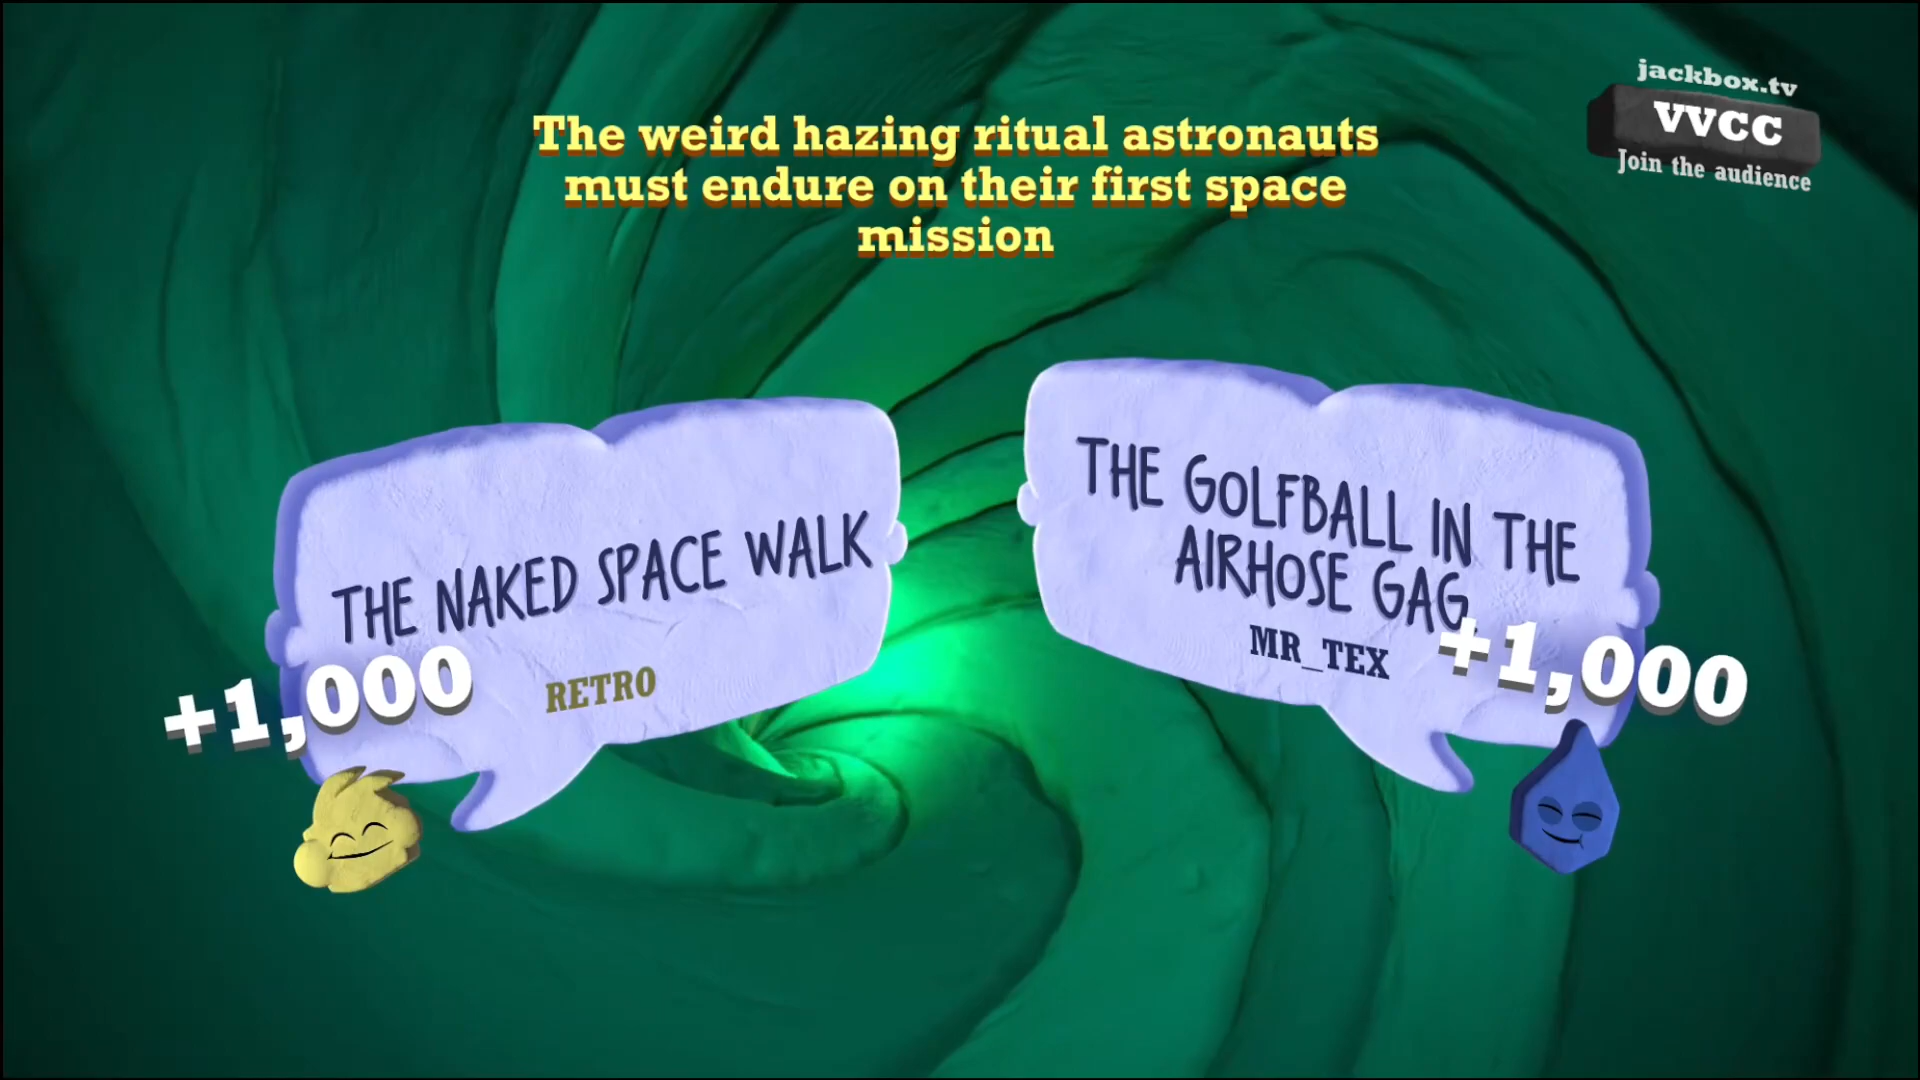 jackbox.tv
VVCC
Join the audience
The weird hazing ritual astronauts
must endure on their first space
mission
THE NAKED SPACE WALK
RETRO
+1,000
THE GOLFBALL IN THE
AIRHOSE GAG
MR_TEX
+1,000